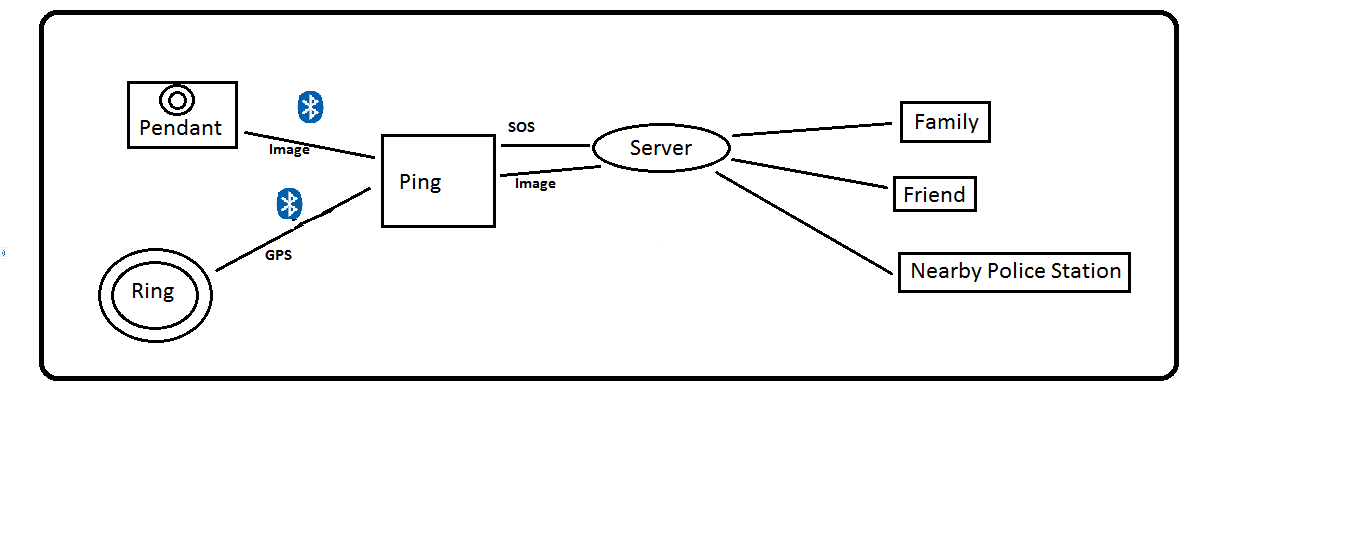 Pendant
Image
SOS
Server
Family
Ping
Image
Friend
GPS
Ring
Nearby Police Station